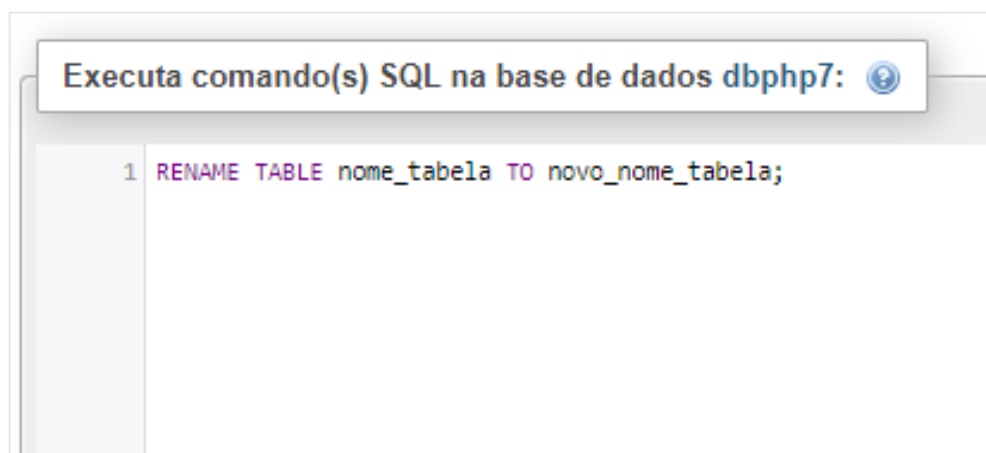 Executa comando(s) SQL na base de dados dbphp7:
1 RENAME TABLE nome_tabela TO novo_nome_tabela;